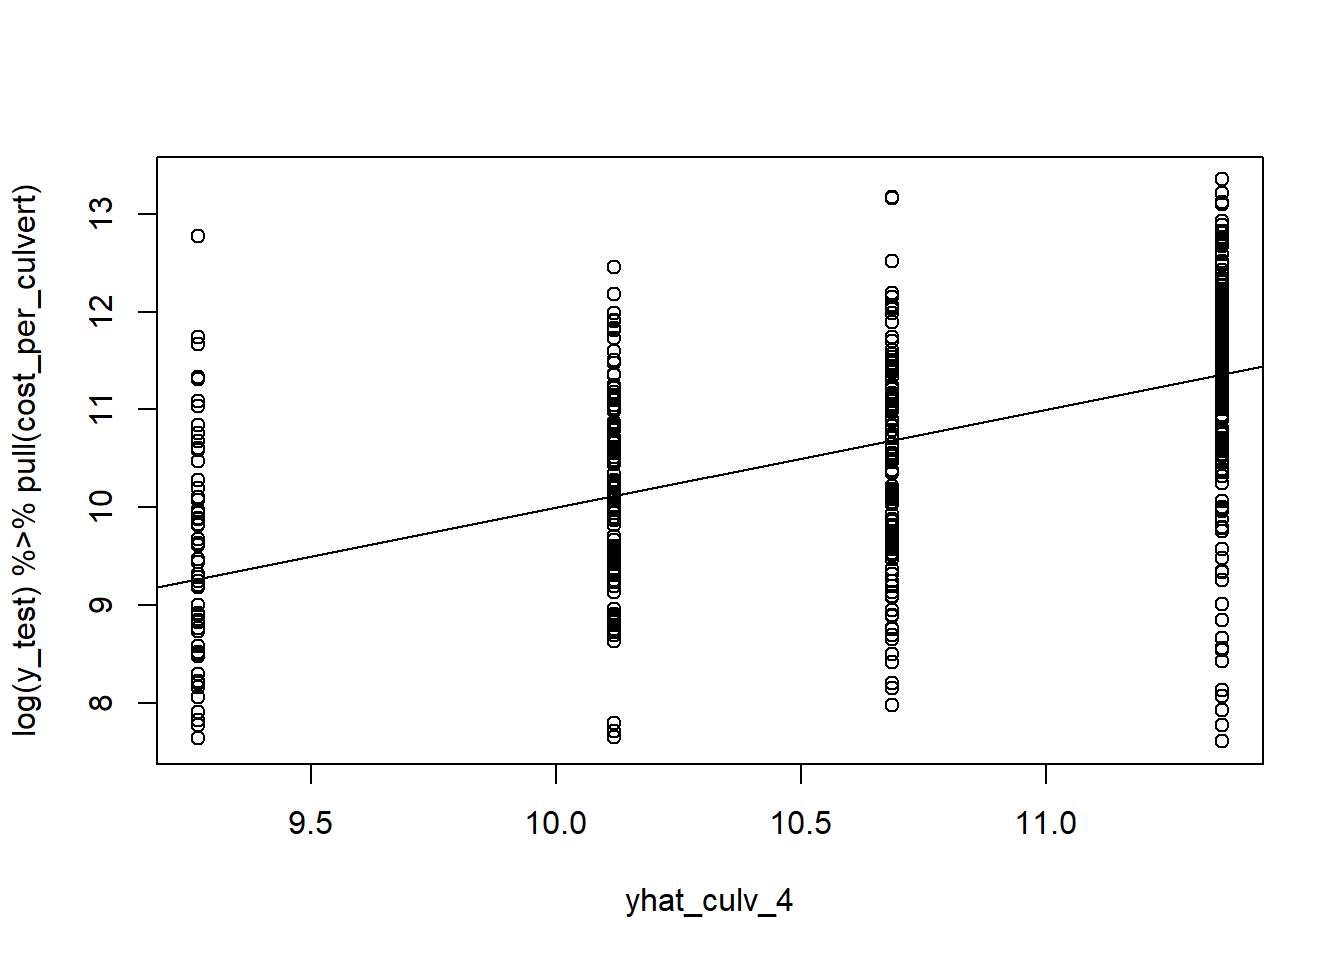 log(y_test) %>% pull(cost_per_culvert)
13
12
11
10
9
8
9.5 10.0 10.5 11.0
yhat_culv_4